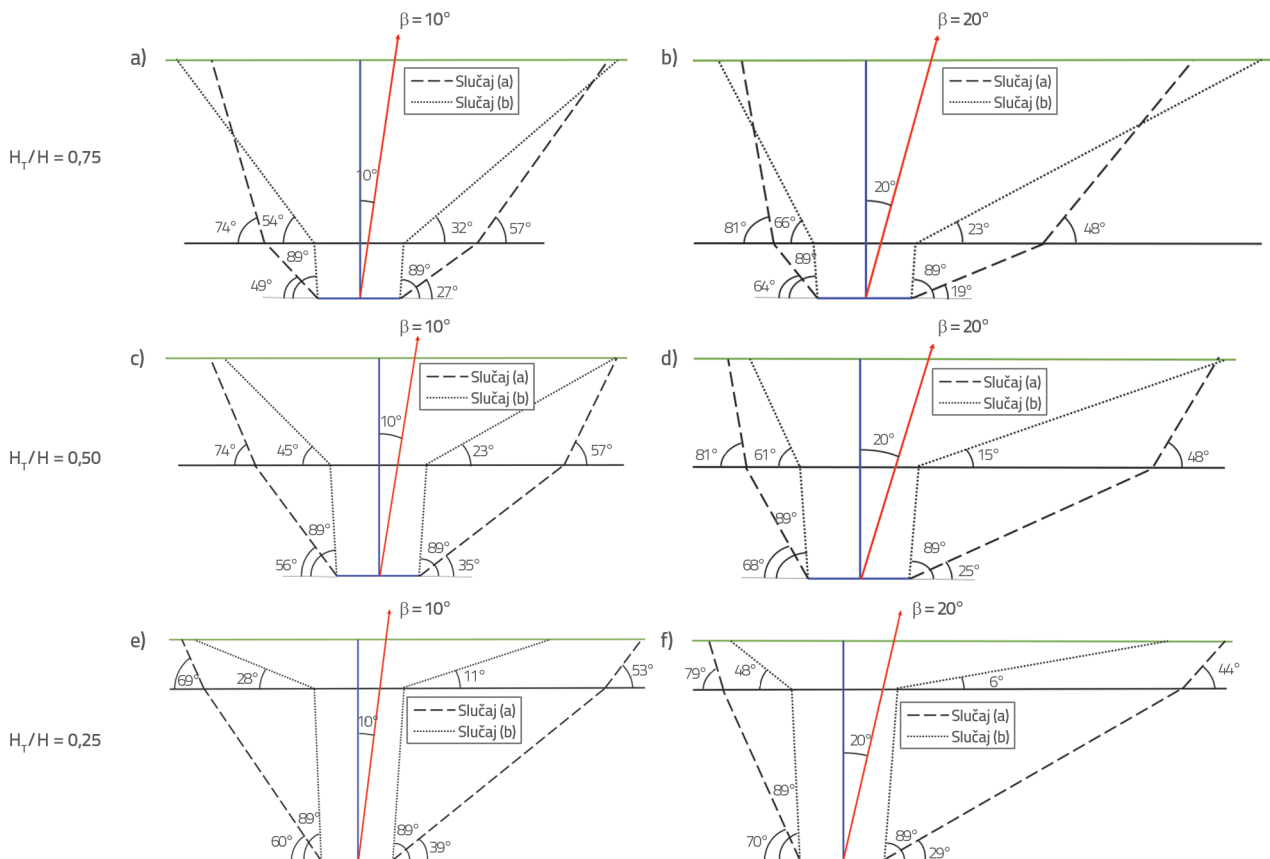 β = 10°
a)
Slučaj (a)
Slučaj (b)
H_T/H = 0,75
10°
74°
54°
32°
57°
89°
89°
49°
27°
β = 20°
b)
Slučaj (a)
Slučaj (b)
20°
81°
66°
23°
48°
89°
89°
64°
19°
β = 10°
c)
Slučaj (a)
Slučaj (b)
H_T/H = 0,50
10°
74°
45°
23°
57°
89°
89°
56°
35°
β = 20°
d)
Slučaj (a)
Slučaj (b)
20°
81°
61°
15°
48°
89°
89°
68°
25°
β = 10°
e)
69°
28°
11°
53°
Slučaj (a)
Slučaj (b)
H_T/H = 0,25
10°
89°
89°
60°
39°
β = 20°
f)
79°
48°
6°
44°
Slučaj (a)
Slučaj (b)
20°
89°
89°
70°
29°